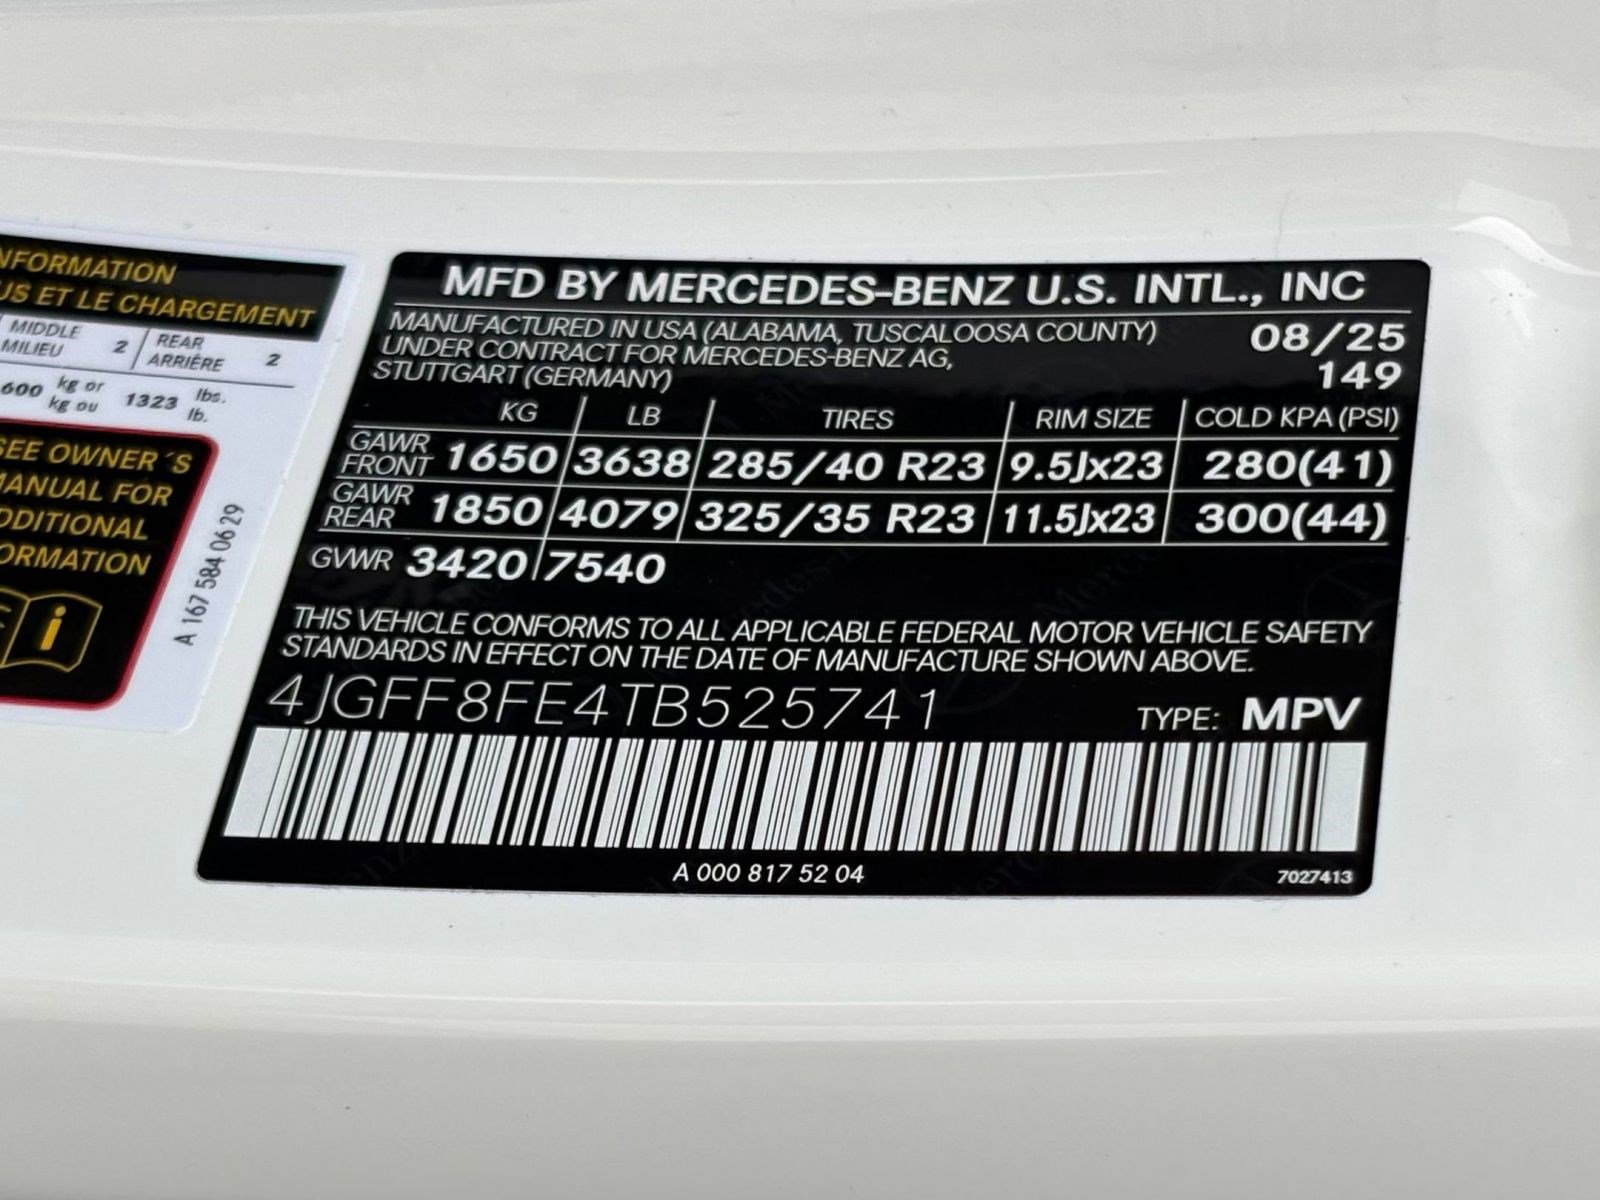 NFORMATION
US ET LE CHARGEMENT
MIDDLE 2 REAR 2
MILIEU ARRIÈRE
600 kg or 1323 lbs.
kg ou lb.
SEE OWNER´S
MANUAL FOR
DDITIONAL
ORMATION
i
A 167 584 06 29
MFD BY MERCEDES-BENZ U.S. INTL., INC
MANUFACTURED IN USA (ALABAMA, TUSCALOOSA COUNTY) 08/25
UNDER CONTRACT FOR MERCEDES-BENZ AG,
STUTTGART (GERMANY) 149
KG LB TIRES RIM SIZE COLD KPA (PSI)
GAWR FRONT 1650 3638 285/40 R23 9.5Jx23 280(41)
GAWR REAR 1850 4079 325/35 R23 11.5Jx23 300(44)
GVWR 3420 7540
THIS VEHICLE CONFORMS TO ALL APPLICABLE FEDERAL MOTOR VEHICLE SAFETY
STANDARDS IN EFFECT ON THE DATE OF MANUFACTURE SHOWN ABOVE.
4JGFF8FE4TB525741 TYPE: MPV
A 000 817 52 04 7027413